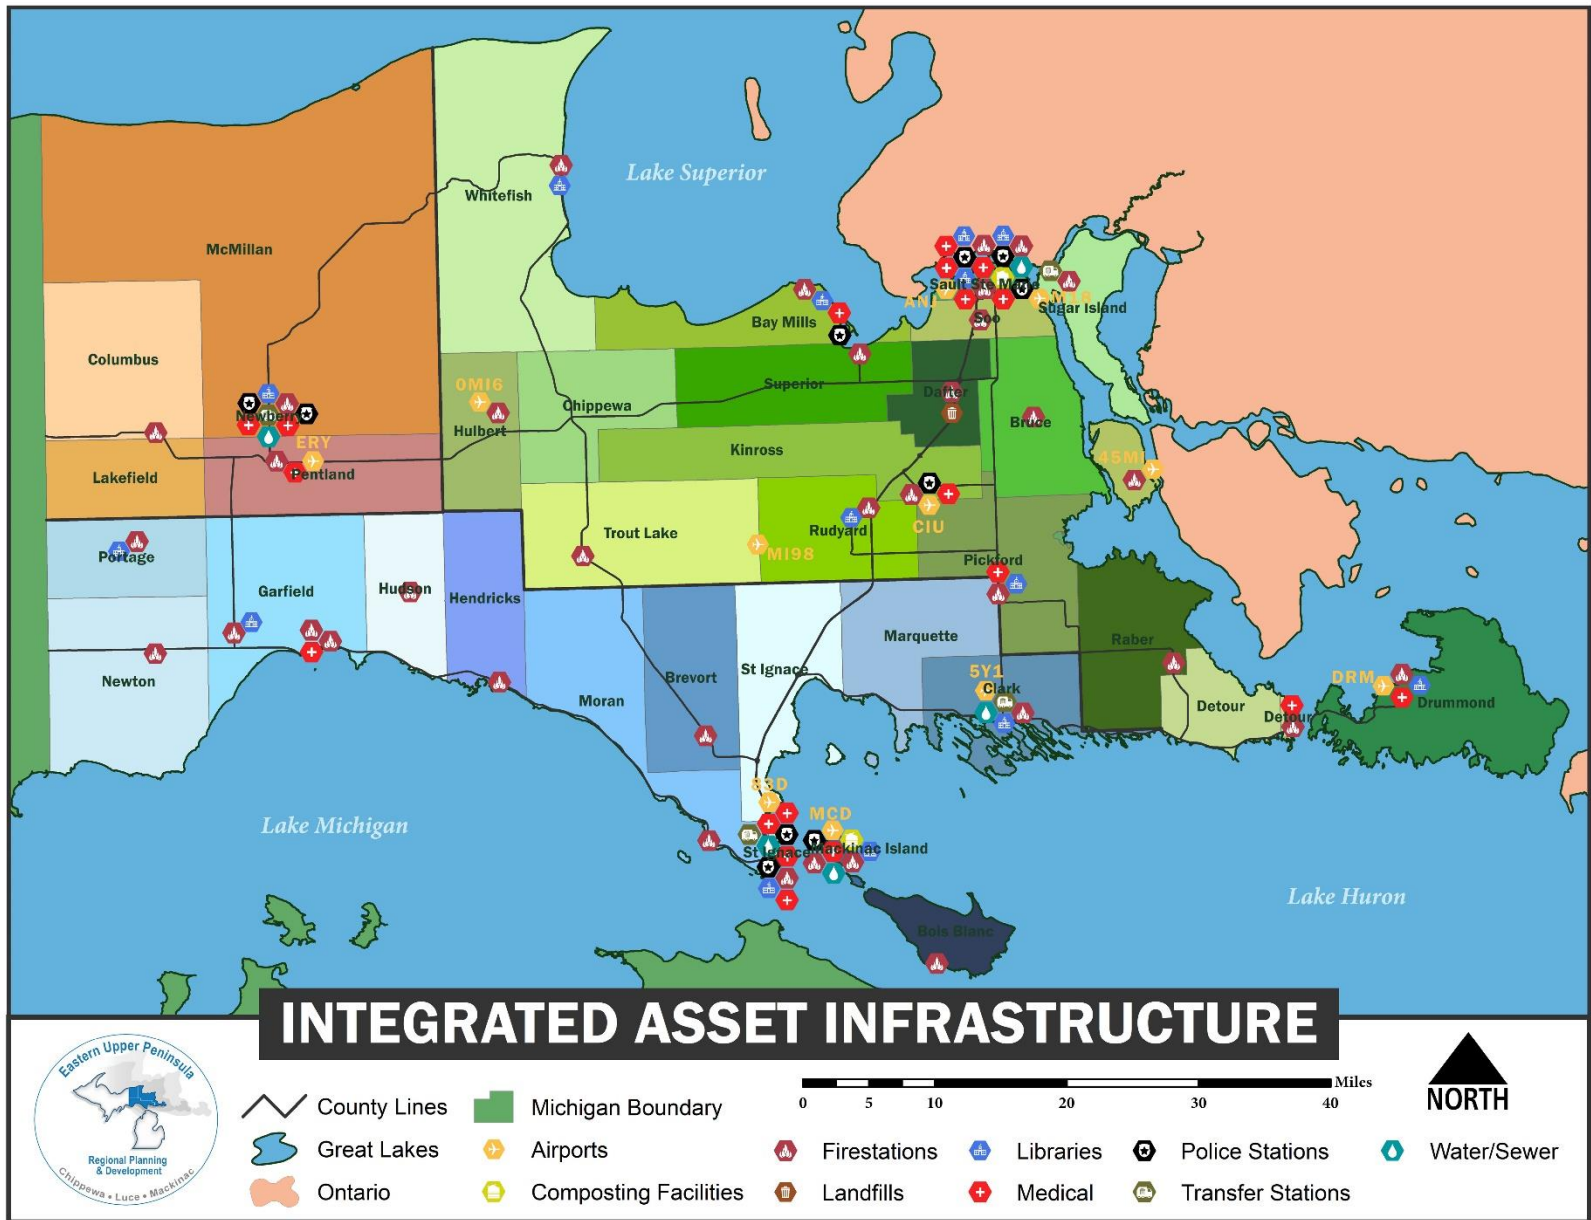 Lake Superior
Whitefish
McMillan
Sault Ste Marie
ANJ
Sugar Island
Soo
Bay Mills
Columbus
Superior
Dafter
0MI6
Chippewa
Newberry
Hulbert
Bruce
ERY
Kinross
45MI
Lakefield
Pentland
CIU
Trout Lake
Rudyard
MI98
Portage
Pickford
Garfield
Hudson
Hendricks
Marquette
Raber
St Ignace
5Y1
Brevort
DRM
Newton
Moran
Clark
Detour
Drummond
Detour
83D
MCD
Lake Michigan
St Ignace
Mackinac Island
Lake Huron
Bois Blanc
INTEGRATED ASSET INFRASTRUCTURE
Eastern Upper Peninsula
Regional Planning
& Development
Chippewa • Luce • Mackinac
County Lines
Great Lakes
Ontario
Michigan Boundary
Airports
Composting Facilities
Firestations
Landfills
Libraries
Medical
Police Stations
Transfer Stations
Water/Sewer
Miles
0 5 10 20 30 40
NORTH